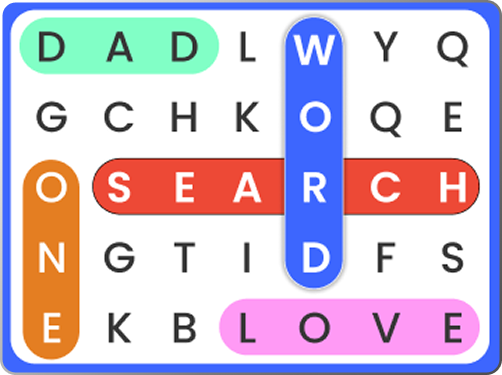 D A D L W Y Q
G C H K O Q E
O S E A R C H
N G T I D F S
E K B L O V E